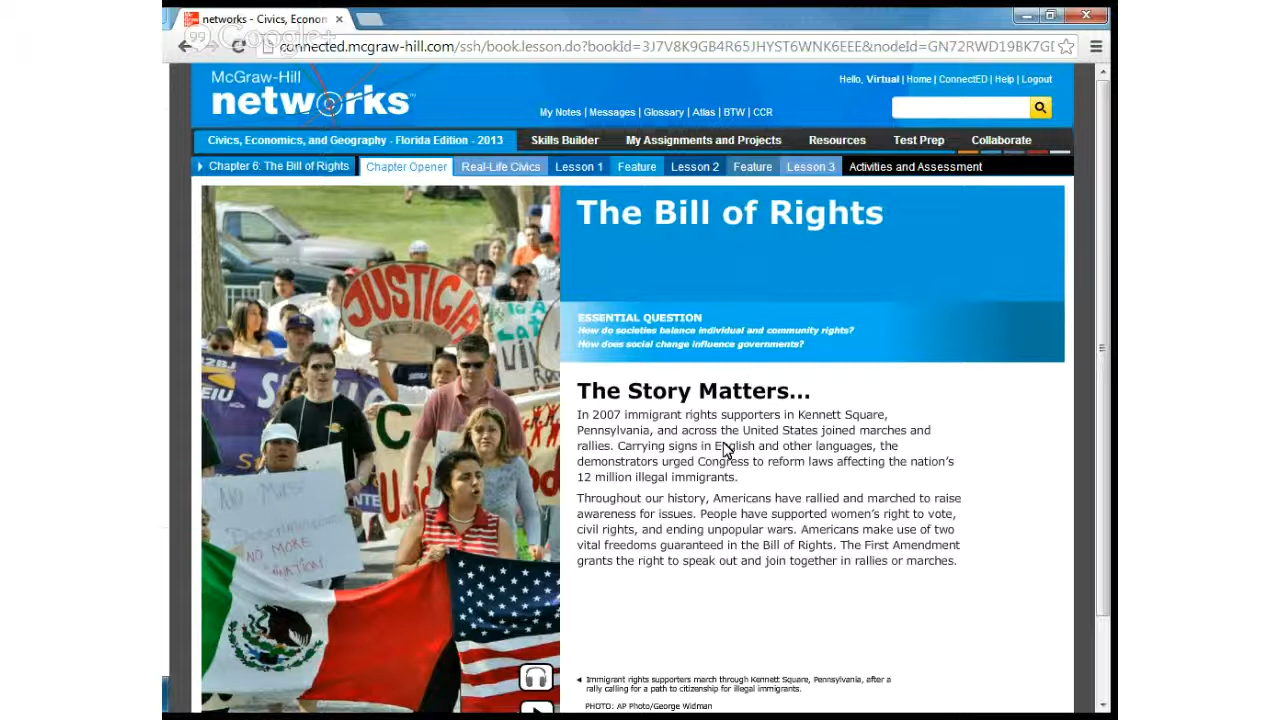 networks - Civics, Econon
Google+
connected.mcgraw-hill.com/ssh/book.lesson.do?bookId=3J7V8K9GB4R65JHYST6WNK6EEE&nodeId=GN72RWD19BK7G
McGraw-Hill
networks
Hello, Virtual | Home | ConnectED | Help | Logout
My Notes | Messages | Glossary | Atlas | BTW | CCR
Civics, Economics, and Geography - Florida Edition - 2013
Skills Builder
My Assignments and Projects
Resources
Test Prep
Collaborate
Chapter 6: The Bill of Rights
Chapter Opener
Real-Life Civics
Lesson 1
Feature
Lesson 2
Feature
Lesson 3
Activities and Assessment
JUSTICIA
NO MORE
The Bill of Rights
ESSENTIAL QUESTION
How do societies balance individual and community rights?
How does social change influence governments?
The Story Matters...
In 2007 immigrant rights supporters in Kennett Square,
Pennsylvania, and across the United States joined marches and
rallies. Carrying signs in English and other languages, the
demonstrators urged Congress to reform laws affecting the nation's
12 million illegal immigrants.
Throughout our history, Americans have rallied and marched to raise
awareness for issues. People have supported women's right to vote,
civil rights, and ending unpopular wars. Americans make use of two
vital freedoms guaranteed in the Bill of Rights. The First Amendment
grants the right to speak out and join together in rallies or marches.
Immigrant rights supporters march through Kennett Square, Pennsylvania, after a
rally calling for a path to citizenship for illegal immigrants.
PHOTO: AP Photo/George Widman